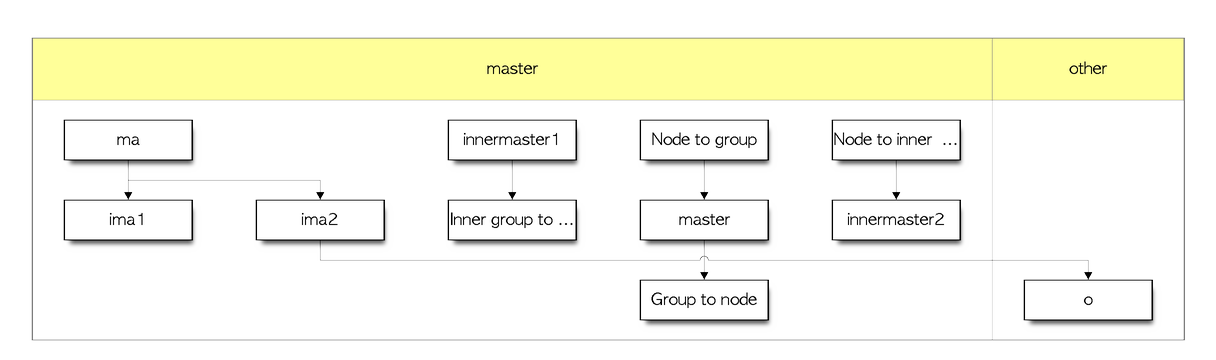 master
other
ma
innermaster1
Node to group
Node to inner ...
ima1
ima2
Inner group to ...
master
innermaster2
Group to node
o